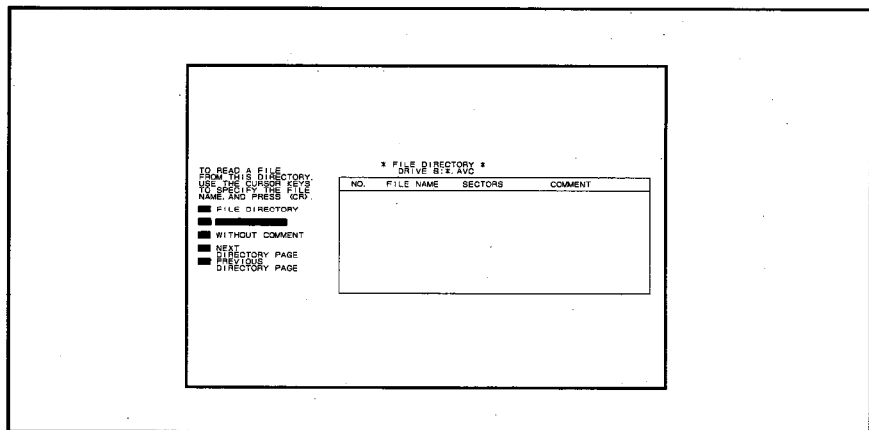 TO READ A FILE
FROM THIS DIRECTORY,
USE THE CURSOR KEYS
TO SPECIFY THE FILE
NAME, AND PRESS (CR).
FILE DIRECTORY
WITHOUT COMMENT
NEXT
DIRECTORY PAGE
PREVIOUS
DIRECTORY PAGE
* FILE DIRECTORY *
DRIVE S:*.AVC
NO. FILE NAME SECTORS COMMENT